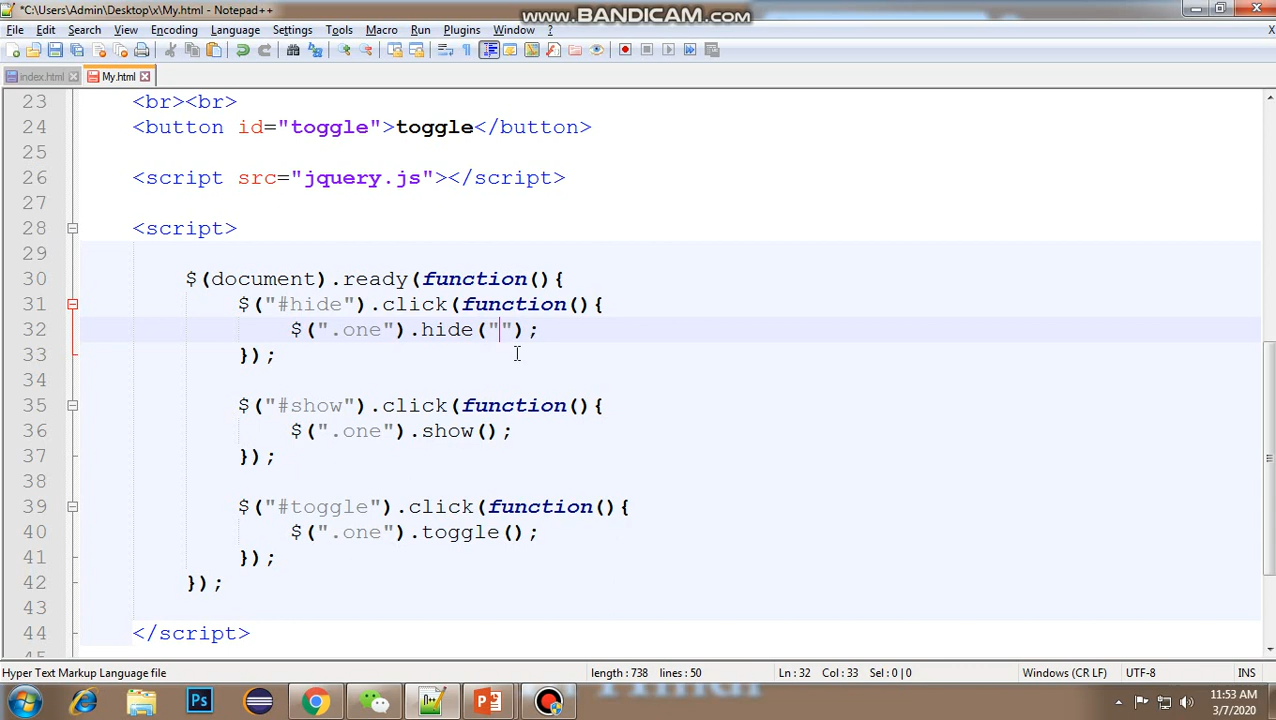 *C:\Users\Admin\Desktop\x\My.html - Notepad++
www.BANDICAM.com
File Edit Search View Encoding Language Settings Tools Macro Run Plugins Window ? X
index.html My.html
23 <br><br>
24 <button id="toggle">toggle</button>
25
26 <script src="jquery.js"></script>
27
28 <script>
29
30 $(document).ready(function(){
31 $("#hide").click(function(){
32 $(".one").hide("");
33 });
34
35 $("#show").click(function(){
36 $(".one").show();
37 });
38
39 $("#toggle").click(function(){
40 $(".one").toggle();
41 });
42 });
43
44 </script>
Hyper Text Markup Language file length : 738 lines : 50 Ln : 32 Col : 33 Sel : 0 | 0 Windows (CR LF) UTF-8 INS
Ps
11:53 AM
3/7/2020